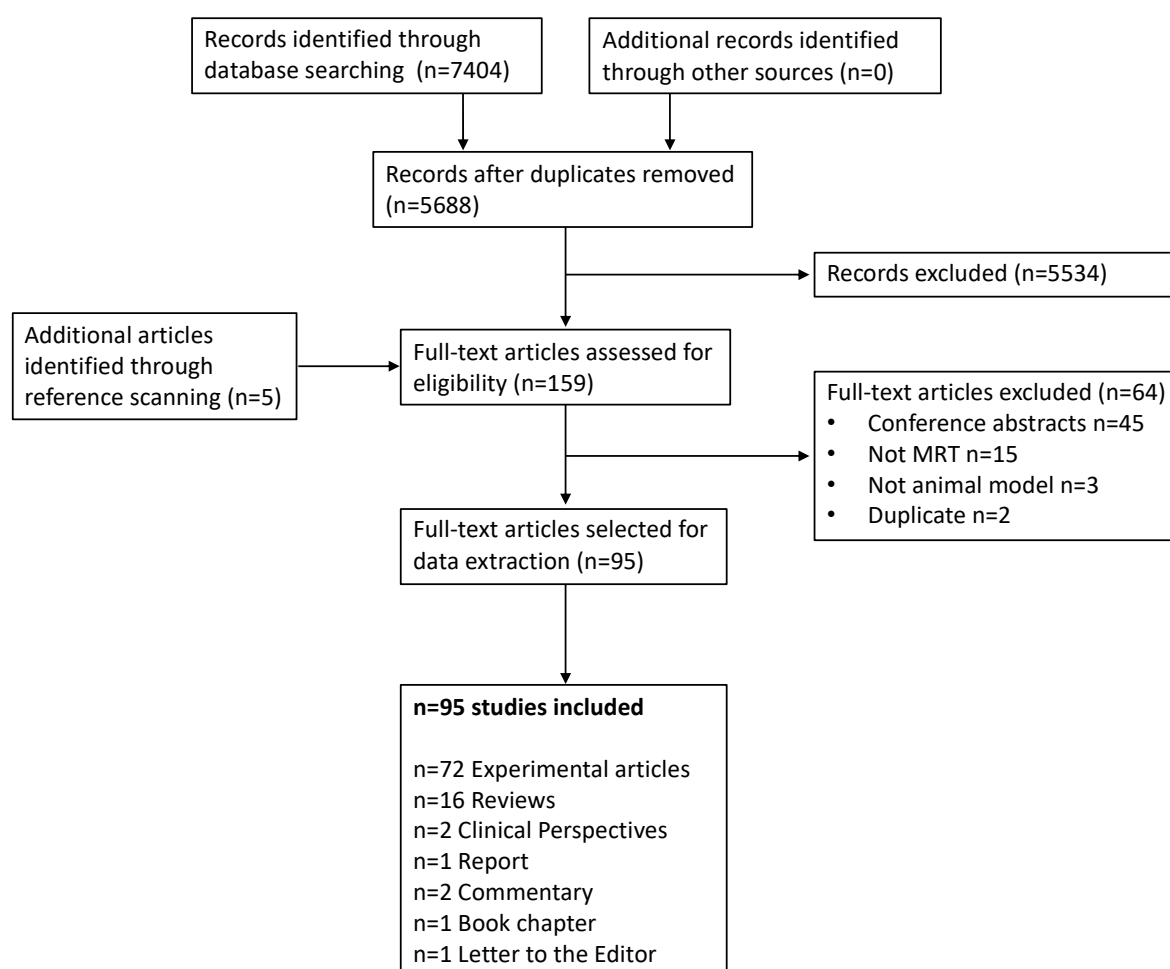 Records identified through
database searching  (n=7404)
Additional records identified
through other sources (n=0)
Records after duplicates removed
(n=5688)
Records excluded (n=5534)
Additional articles
identified through
reference scanning (n=5)
Full-text articles assessed for
eligibility (n=159)
Full-text articles excluded (n=64)
• Conference abstracts n=45
• Not MRT n=15
• Not animal model n=3
• Duplicate n=2
Full-text articles selected for
data extraction (n=95)
n=95 studies included
n=72 Experimental articles
n=16 Reviews
n=2 Clinical Perspectives
n=1 Report
n=2 Commentary
n=1 Book chapter
n=1 Letter to the Editor